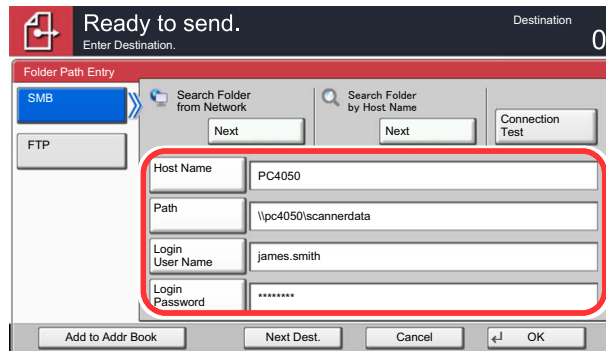 Ready to send.
Destination
Enter Destination.
0
Folder Path Entry
SMB
FTP
Search Folder
from Network
Next
Search Folder
by Host Name
Next
Connection
Test
Host Name
PC4050
Path
\\pc4050\scannerdata
Login
User Name
james.smith
Login
Password
********
Add to Addr Book
Next Dest.
Cancel
OK